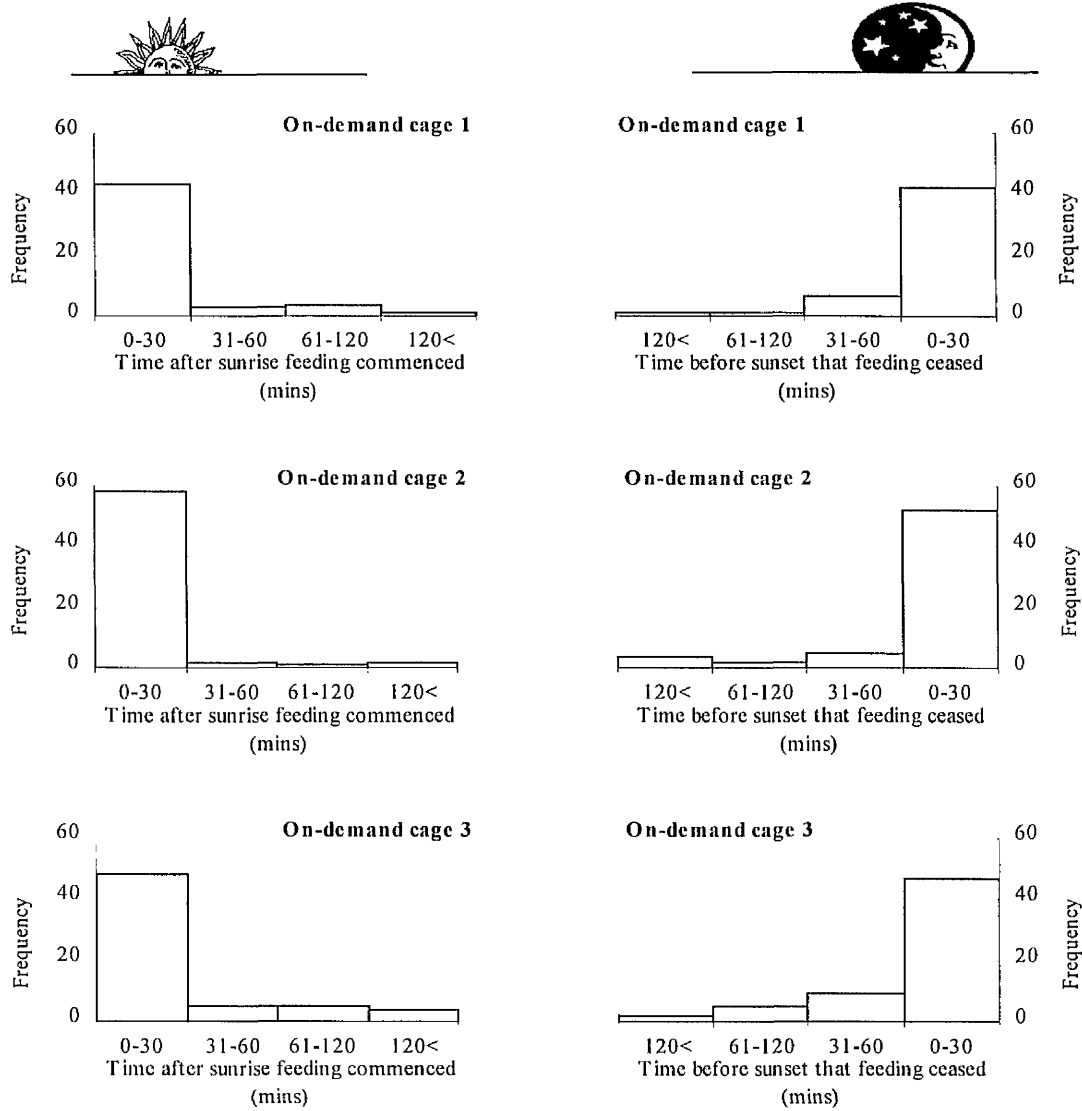 On-demand cage 1
60
40
20
0
Frequency
0-30 31-60 61-120 120<
Time after sunrise feeding commenced
(mins)
On-demand cage 1
60
40
20
0
Frequency
120< 61-120 31-60 0-30
Time before sunset that feeding ceased
(mins)
On-demand cage 2
60
40
20
0
Frequency
0-30 31-60 61-120 120<
Time after sunrise feeding commenced
(mins)
On-demand cage 2
60
40
20
0
Frequency
120< 61-120 31-60 0-30
Time before sunset that feeding ceased
(mins)
On-demand cage 3
60
40
20
0
Frequency
0-30 31-60 61-120 120<
Time after sunrise feeding commenced
(mins)
On-demand cage 3
60
40
20
0
Frequency
120< 61-120 31-60 0-30
Time before sunset that feeding ceased
(mins)